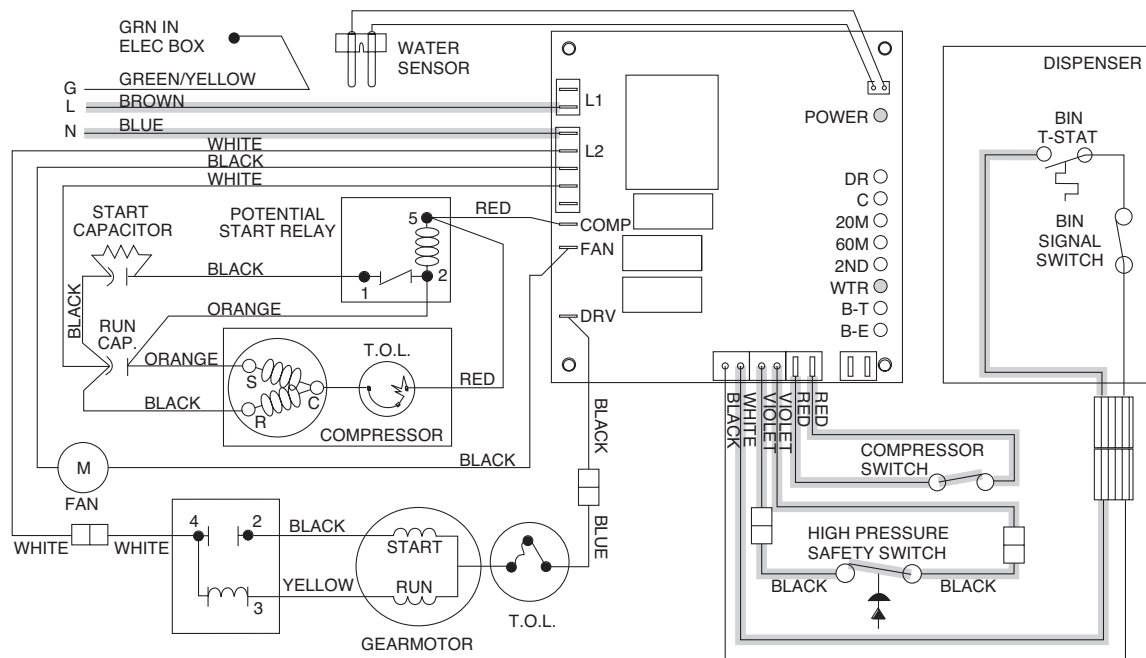 GRN IN
ELEC BOX
WATER
SENSOR
DISPENSER
G
GREEN/YELLOW
L
BROWN
L1
N
BLUE
POWER
BIN
T-STAT
WHITE
L2
BLACK
WHITE
DR
C
20M
60M
2ND
WTR
B-T
B-E
BIN
SIGNAL
SWITCH
START
CAPACITOR
POTENTIAL
START RELAY
5
RED
COMP
FAN
BLACK
1
2
ORANGE
DRV
BLACK
RUN
CAP.
ORANGE
S
T.O.L.
C
RED
R
BLACK
COMPRESSOR
BLACK
WHITE
VIOLET
VIOLET
RED
RED
BLACK
COMPRESSOR
SWITCH
M
FAN
BLACK
4
2
BLACK
START
BLUE
WHITE
WHITE
HIGH PRESSURE
SAFETY SWITCH
YELLOW
RUN
3
BLACK
BLACK
T.O.L.
GEARMOTOR